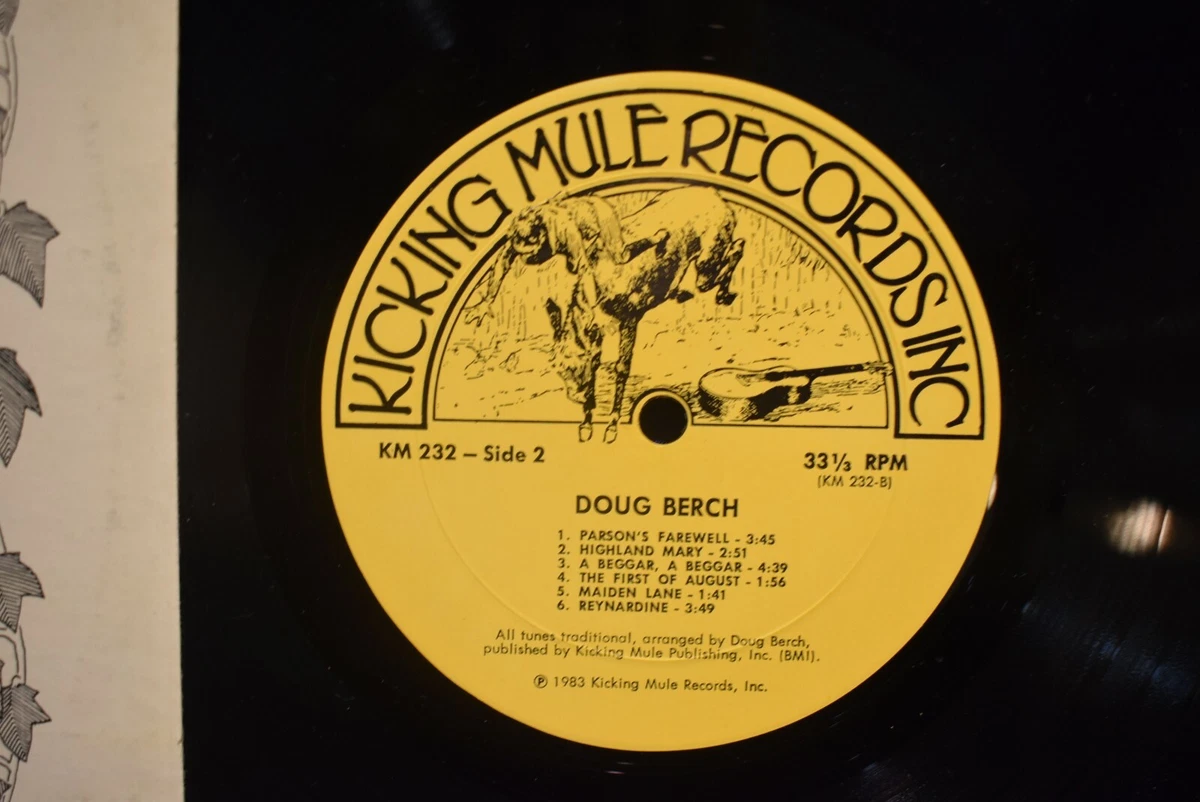 KICKING MULE RECORDS INC
KM 232 – Side 2
33⅓ RPM
(KM 232-B)
DOUG BERCH
1. PARSON'S FAREWELL - 3:45
2. HIGHLAND MARY - 2:51
3. A BEGGAR, A BEGGAR - 4:39
4. THE FIRST OF AUGUST - 1:56
5. MAIDEN LANE - 1:41
6. REYNARDINE - 3:49
All tunes traditional, arranged by Doug Berch,
published by Kicking Mule Publishing, Inc. (BMI).
℗ 1983 Kicking Mule Records, Inc.